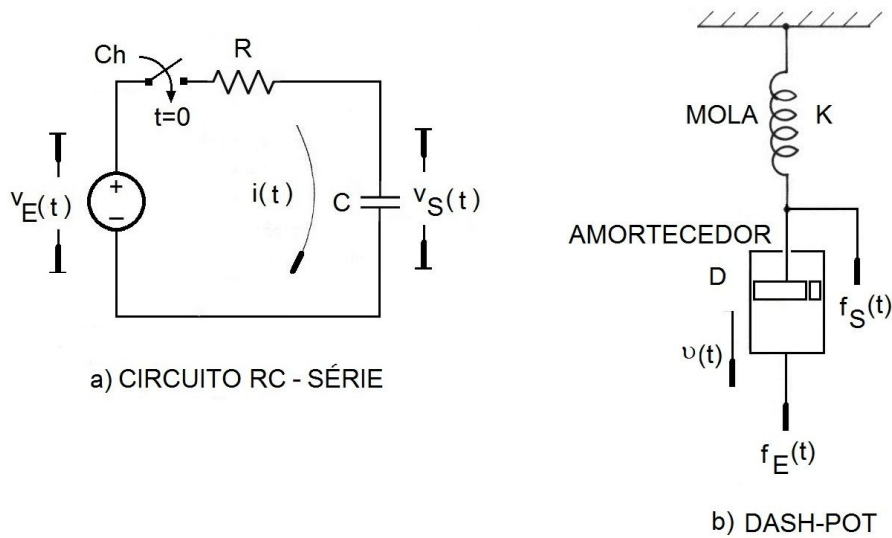 Ch
R
t=0
+
v_E(t)
−
i(t)
C
v_S(t)
a) CIRCUITO RC - SÉRIE
MOLA K
AMORTECEDOR
D
f_S(t)
υ(t)
f_E(t)
b) DASH-POT